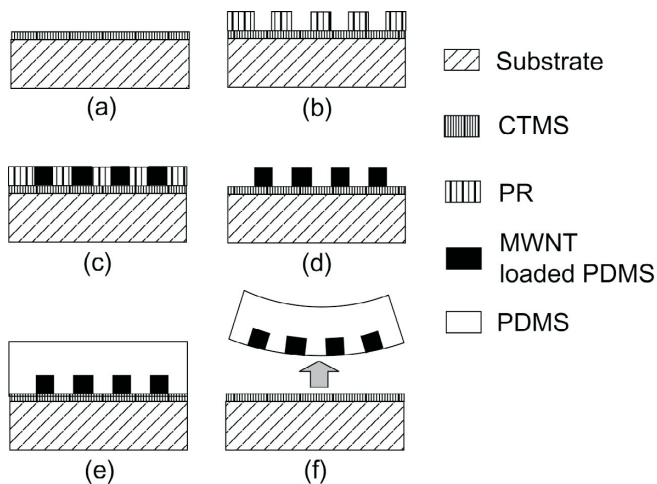 (a)
(b)
(c)
(d)
(e)
(f)
Substrate
CTMS
PR
MWNT
loaded PDMS
PDMS